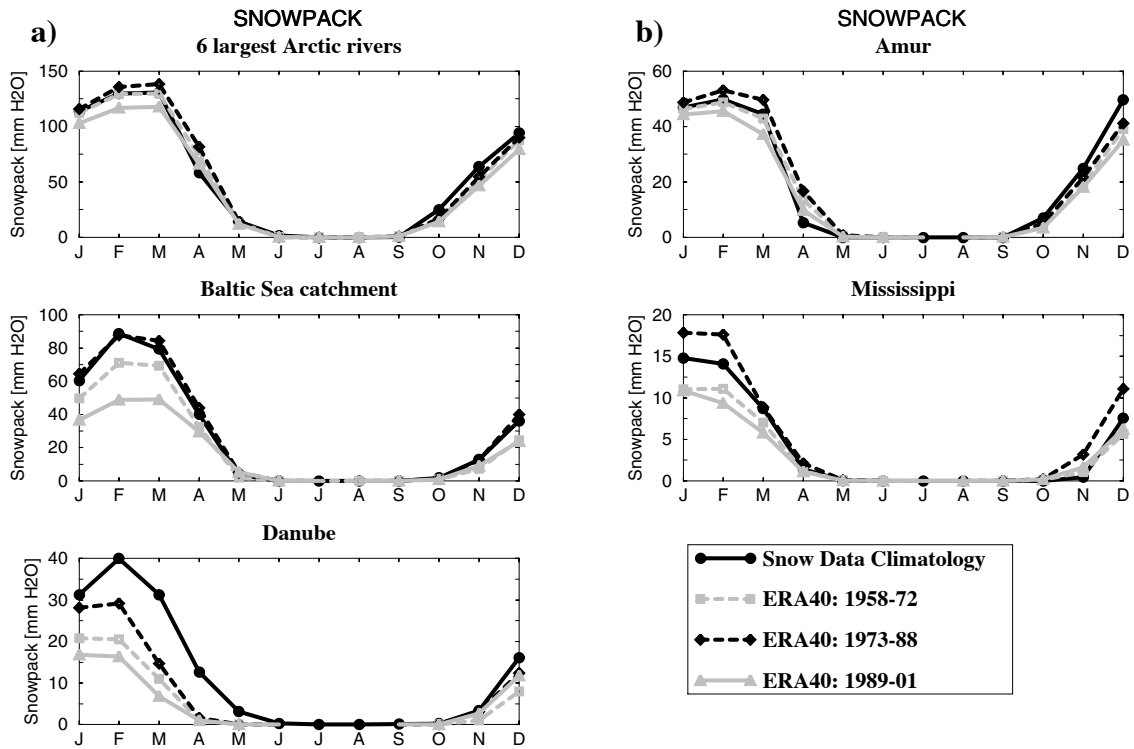 a)
SNOWPACK
6 largest Arctic rivers
Snowpack [mm H2O]
150
100
50
0
J F M A M J J A S O N D
Baltic Sea catchment
Snowpack [mm H2O]
100
80
60
40
20
0
J F M A M J J A S O N D
Danube
Snowpack [mm H2O]
40
30
20
10
0
J F M A M J J A S O N D
b)
SNOWPACK
Amur
Snowpack [mm H2O]
60
40
20
0
J F M A M J J A S O N D
Mississippi
Snowpack [mm H2O]
20
15
10
5
0
J F M A M J J A S O N D
Snow Data Climatology
ERA40: 1958-72
ERA40: 1973-88
ERA40: 1989-01